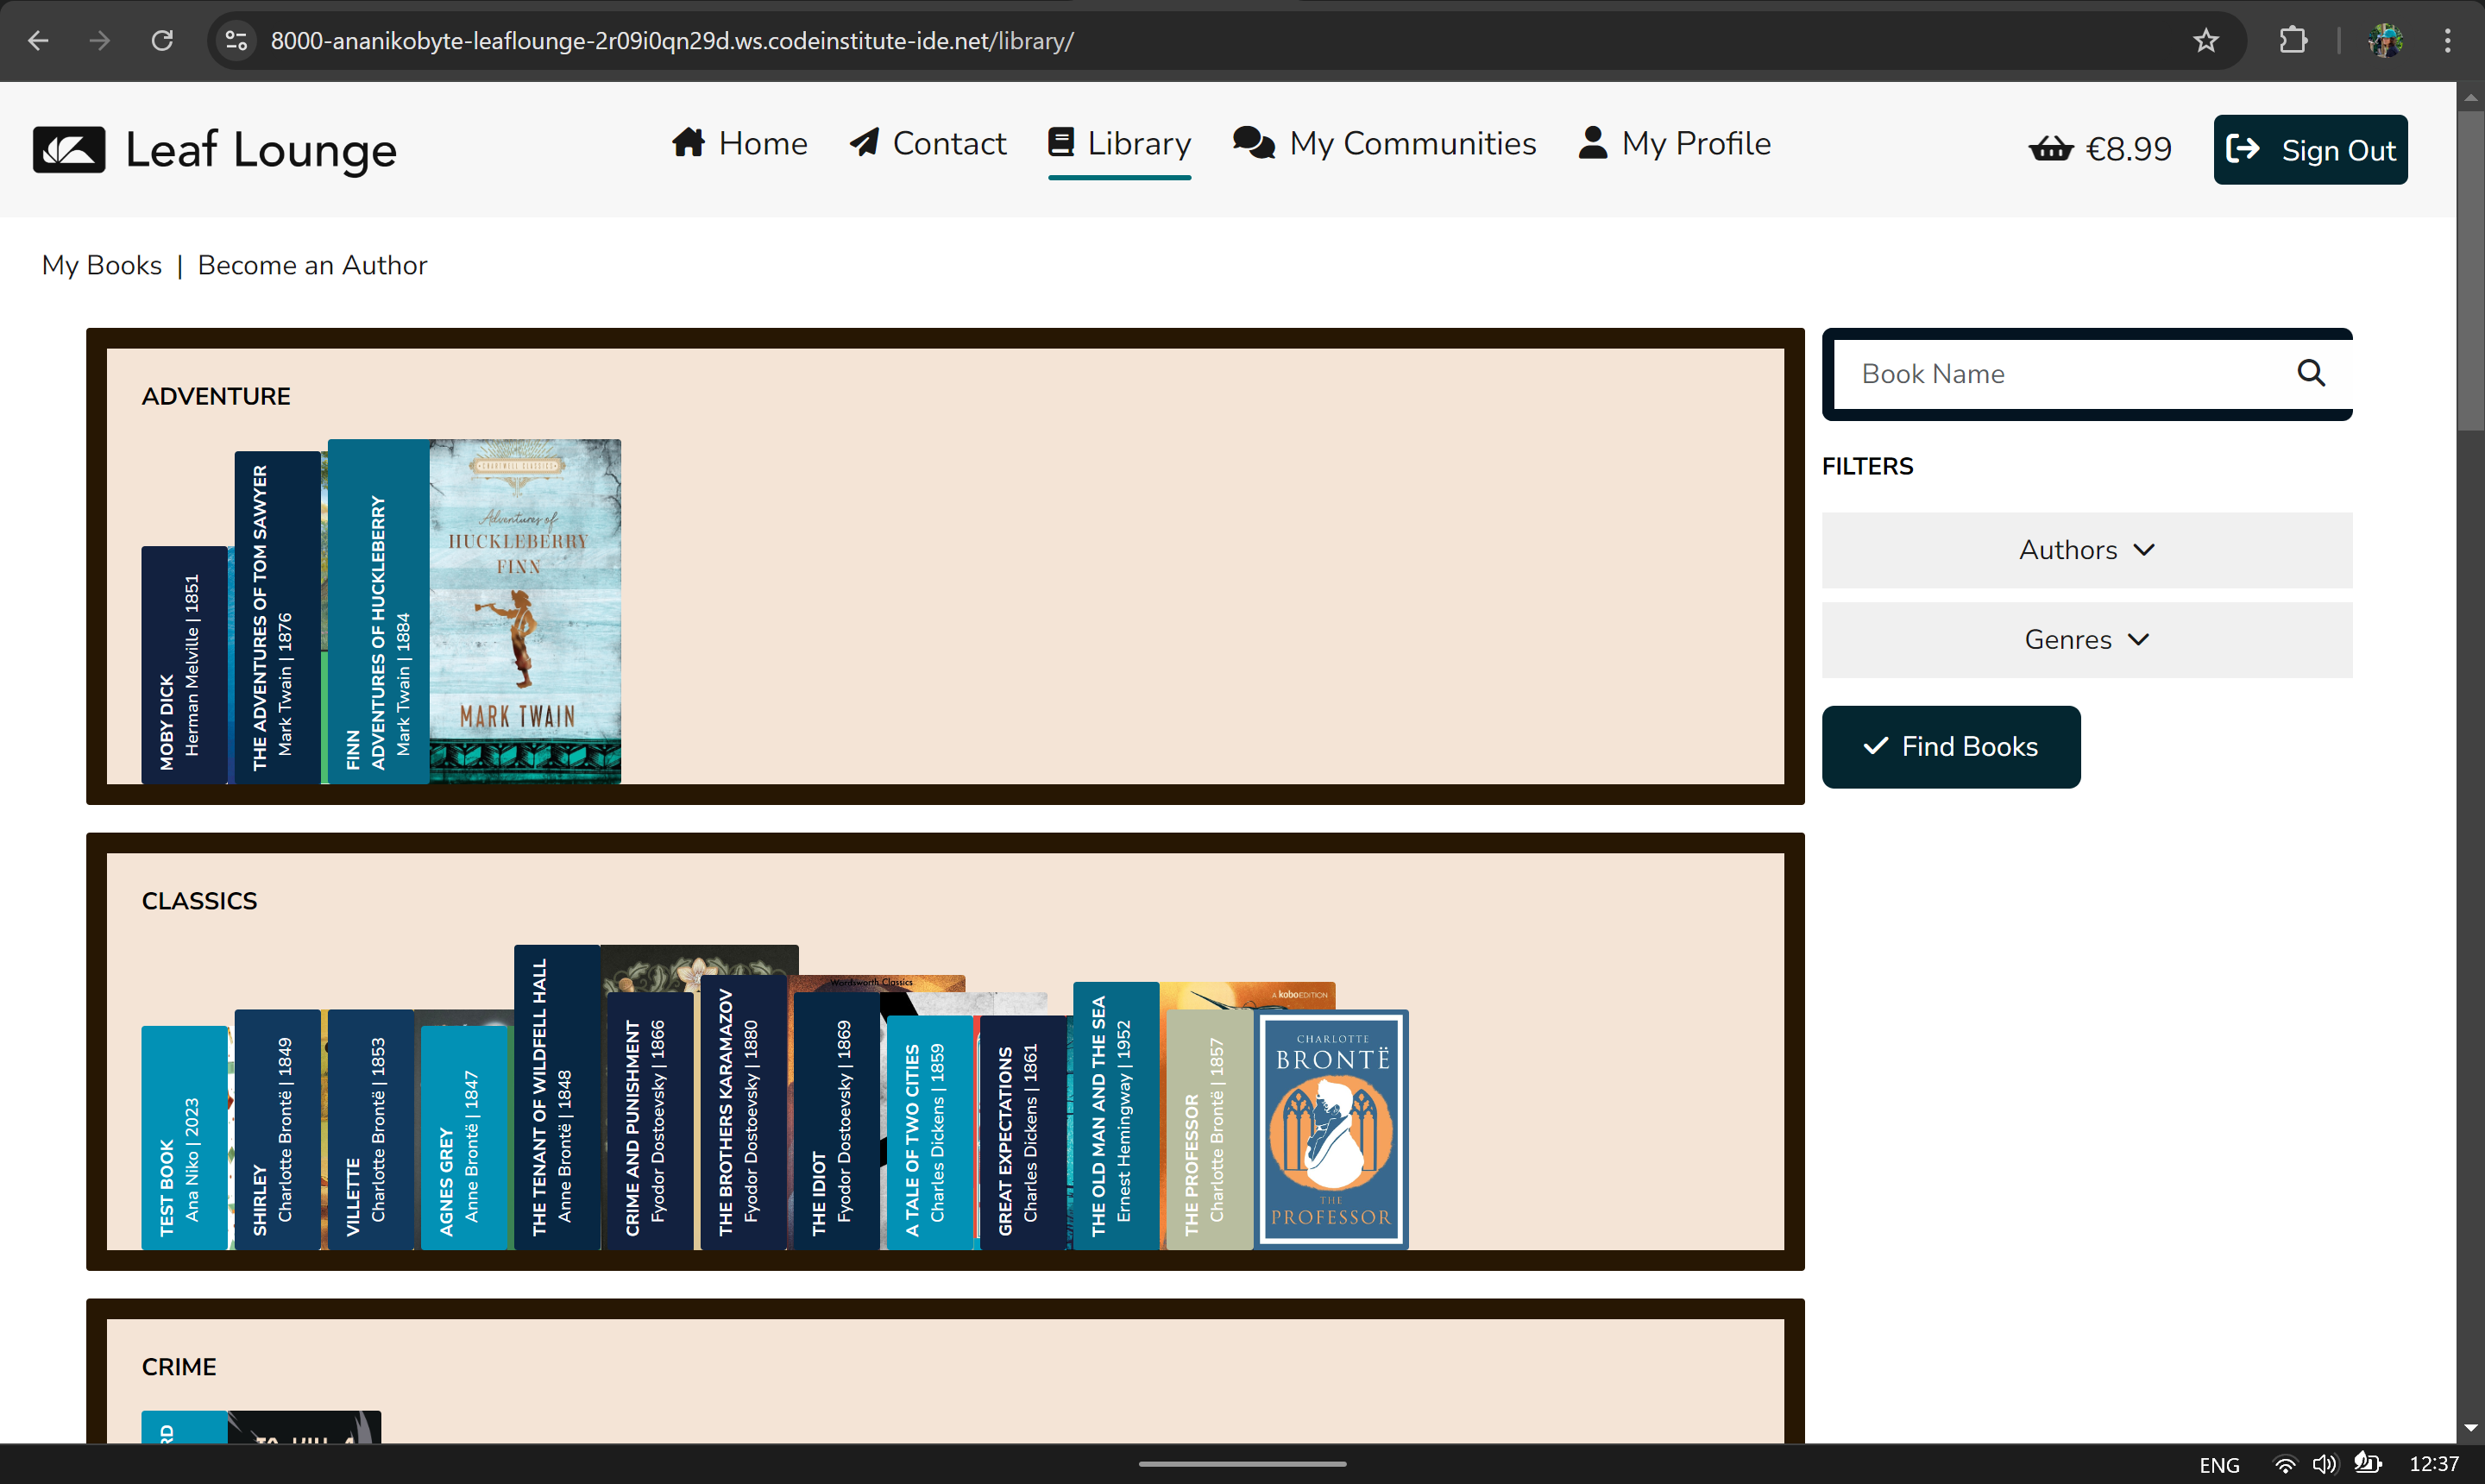 8000-ananikobyte-leaflounge-2r09i0qn29d.ws.codeinstitute-ide.net/library/
Leaf Lounge
Home
Contact
Library
My Communities
My Profile
€8.99
Sign Out
My Books | Become an Author
ADVENTURE
MOBY DICK
Herman Melville | 1851
THE ADVENTURES OF TOM SAWYER
Mark Twain | 1876
FINN
ADVENTURES OF HUCKLEBERRY
Mark Twain | 1884
Adventures of
HUCKLEBERRY
FINN
MARK TWAIN
Book Name
FILTERS
Authors
Genres
Find Books
CLASSICS
TEST BOOK
Ana Niko | 2023
SHIRLEY
Charlotte Brontë | 1849
VILLETTE
Charlotte Brontë | 1853
AGNES GREY
Anne Brontë | 1847
THE TENANT OF WILDFELL HALL
Anne Brontë | 1848
CRIME AND PUNISHMENT
Fyodor Dostoevsky | 1866
THE BROTHERS KARAMAZOV
Fyodor Dostoevsky | 1880
Wordsworth Classics
THE IDIOT
Fyodor Dostoevsky | 1869
A TALE OF TWO CITIES
Charles Dickens | 1859
GREAT EXPECTATIONS
Charles Dickens | 1861
THE OLD MAN AND THE SEA
Ernest Hemingway | 1952
A kobo EDITION
THE PROFESSOR
Charlotte Brontë | 1857
CHARLOTTE
BRONTË
THE
PROFESSOR
CRIME
RD
ENG
12:37